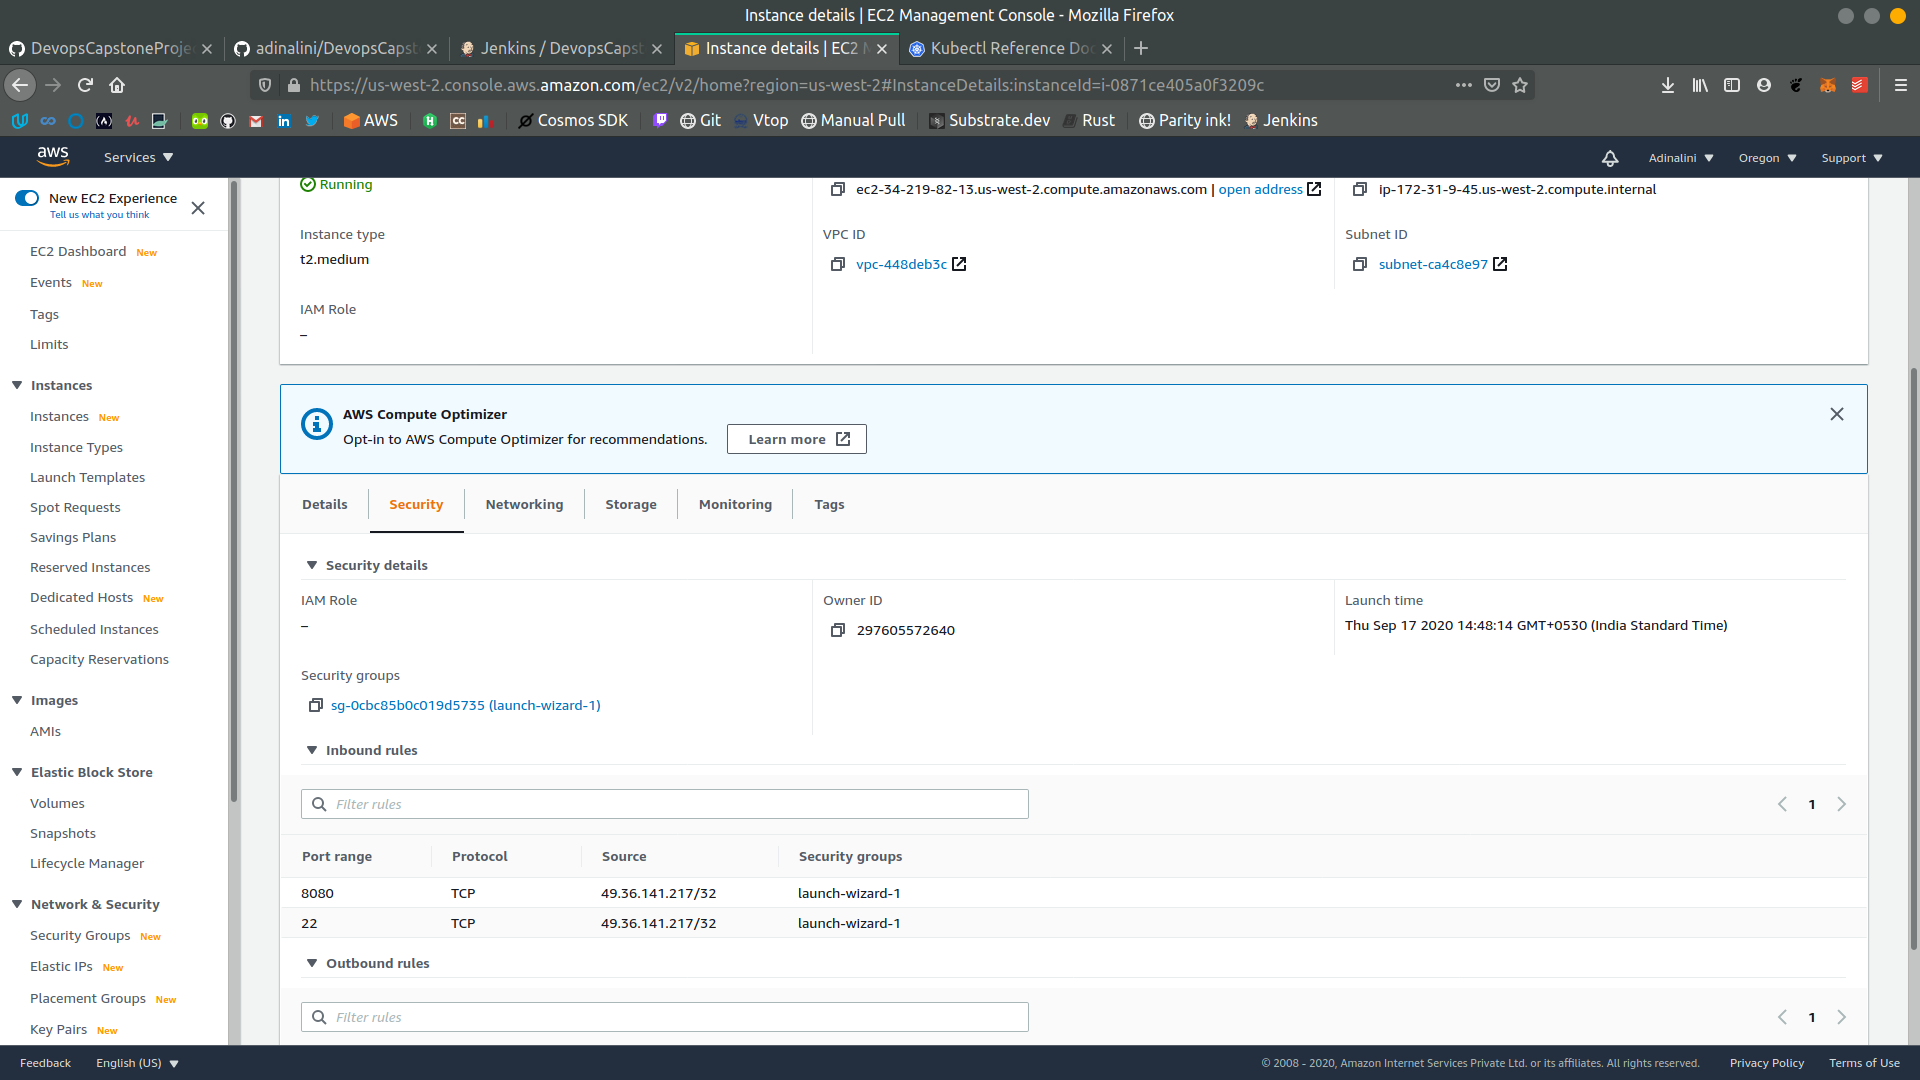 Instance details | EC2 Management Console - Mozilla Firefox
DevopsCapstoneProje
adinalini/DevopsCapst
Jenkins / DevopsCapst
Instance details | EC2 M
Kubectl Reference Do
https://us-west-2.console.aws.amazon.com/ec2/v2/home?region=us-west-2#InstanceDetails:instanceId=i-0871ce405a0f3209c
AWS Cosmos SDK Git Vtop Manual Pull Substrate.dev Rust Parity ink! Jenkins
aws Services Adinalini Oregon Support
New EC2 Experience
Tell us what you think
EC2 Dashboard New
Events New
Tags
Limits
Instances
Instances New
Instance Types
Launch Templates
Spot Requests
Savings Plans
Reserved Instances
Dedicated Hosts New
Scheduled Instances
Capacity Reservations
Images
AMIs
Elastic Block Store
Volumes
Snapshots
Lifecycle Manager
Network & Security
Security Groups New
Elastic IPs New
Placement Groups New
Key Pairs New
Running
ec2-34-219-82-13.us-west-2.compute.amazonaws.com | open address
ip-172-31-9-45.us-west-2.compute.internal
Instance type
t2.medium
VPC ID
vpc-448deb3c
Subnet ID
subnet-ca4c8e97
IAM Role
–
AWS Compute Optimizer
Opt-in to AWS Compute Optimizer for recommendations. Learn more
Details Security Networking Storage Monitoring Tags
Security details
IAM Role
–
Owner ID
297605572640
Launch time
Thu Sep 17 2020 14:48:14 GMT+0530 (India Standard Time)
Security groups
sg-0cbc85b0c019d5735 (launch-wizard-1)
Inbound rules
Filter rules 1
Port range Protocol Source Security groups
8080 TCP 49.36.141.217/32 launch-wizard-1
22 TCP 49.36.141.217/32 launch-wizard-1
Outbound rules
Filter rules 1
Feedback English (US) © 2008 - 2020, Amazon Internet Services Private Ltd. or its affiliates. All rights reserved. Privacy Policy Terms of Use